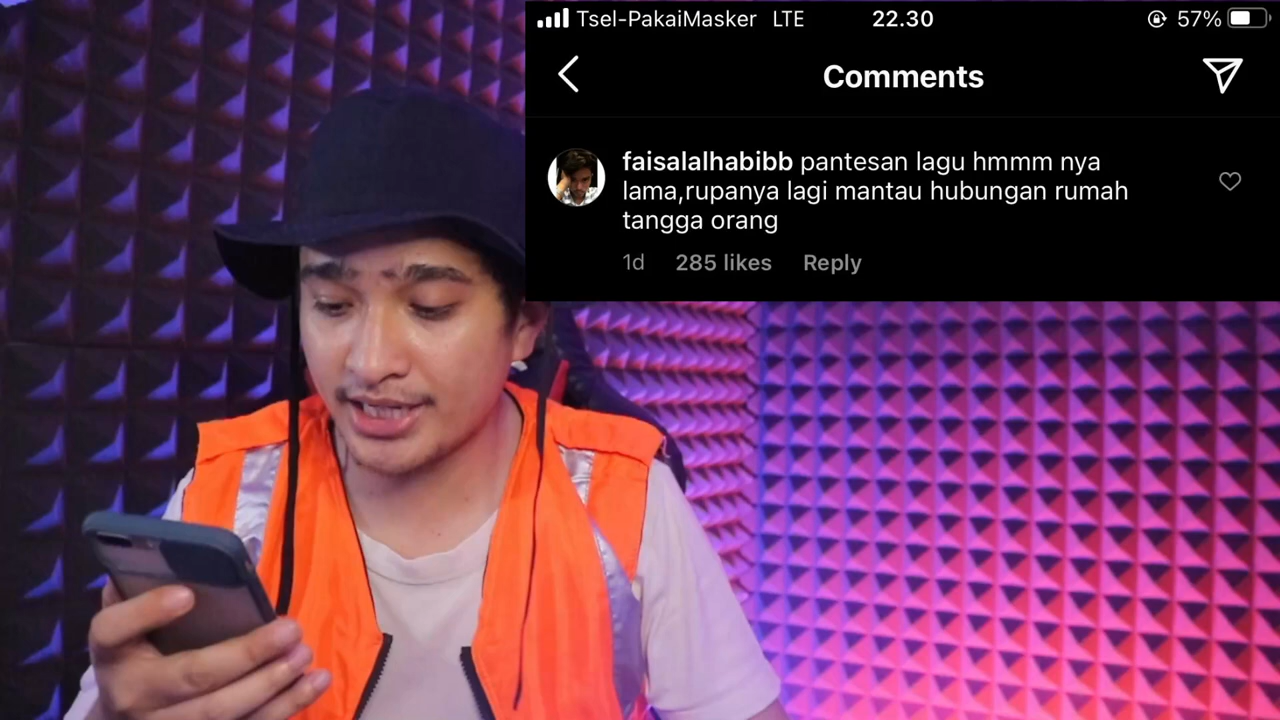 Tsel-PakaiMasker LTE 22.30 57%
Comments
faisalalhabibb pantesan lagu hmmm nya
lama,rupanya lagi mantau hubungan rumah
tangga orang
1d 285 likes Reply